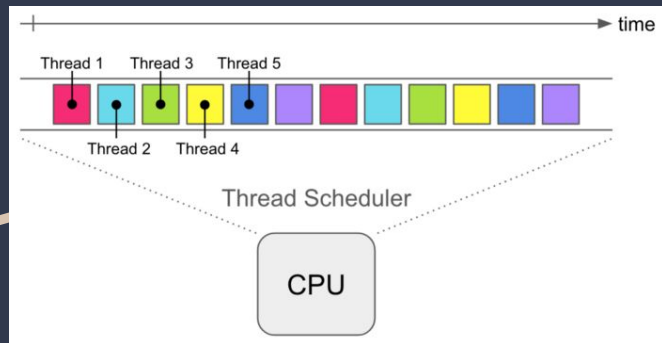 time
Thread 1
Thread 3
Thread 5
Thread 2
Thread 4
Thread Scheduler
CPU